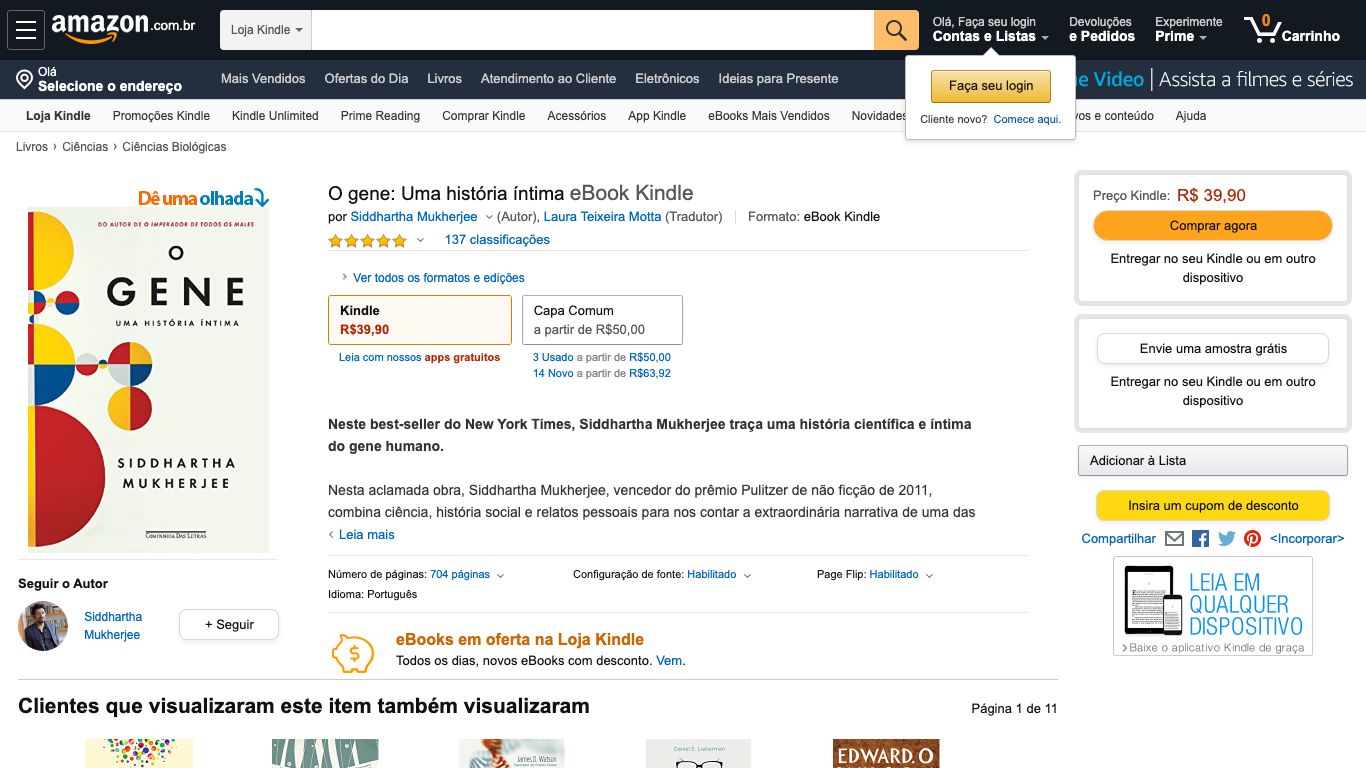 amazon.com.br
Loja Kindle
Olá, Faça seu login
Contas e Listas
Devoluções
e Pedidos
Experimente
Prime
0
Carrinho
Olá
Selecione o endereço
Mais Vendidos
Ofertas do Dia
Livros
Atendimento ao Cliente
Eletrônicos
Ideias para Presente
e Video | Assista a filmes e séries
Faça seu login
Cliente novo? Comece aqui.
Loja Kindle
Promoções Kindle
Kindle Unlimited
Prime Reading
Comprar Kindle
Acessórios
App Kindle
eBooks Mais Vendidos
Novidades
vos e conteúdo
Ajuda
Livros › Ciências › Ciências Biológicas
Dê uma olhada
DO AUTOR DE O IMPERADOR DE TODOS OS MALES
O
GENE
UMA HISTÓRIA ÍNTIMA
SIDDHARTHA
MUKHERJEE
COMPANHIA DAS LETRAS
Seguir o Autor
Siddhartha
Mukherjee
+ Seguir
O gene: Uma história íntima eBook Kindle
por Siddhartha Mukherjee (Autor), Laura Teixeira Motta (Tradutor)
Formato: eBook Kindle
137 classificações
› Ver todos os formatos e edições
Kindle
R$39,90
Capa Comum
a partir de R$50,00
Leia com nossos apps gratuitos
3 Usado a partir de R$50,00
14 Novo a partir de R$63,92
Neste best-seller do New York Times, Siddhartha Mukherjee traça uma história científica e íntima
do gene humano.
Nesta aclamada obra, Siddhartha Mukherjee, vencedor do prêmio Pulitzer de não ficção de 2011,
combina ciência, história social e relatos pessoais para nos contar a extraordinária narrativa de uma das
‹ Leia mais
Número de páginas: 704 páginas
Configuração de fonte: Habilitado
Page Flip: Habilitado
Idioma: Português
$
eBooks em oferta na Loja Kindle
Todos os dias, novos eBooks com desconto. Vem.
Preço Kindle: R$ 39,90
Comprar agora
Entregar no seu Kindle ou em outro
dispositivo
Envie uma amostra grátis
Entregar no seu Kindle ou em outro
dispositivo
Adicionar à Lista
Insira um cupom de desconto
Compartilhar
<Incorporar>
LEIA EM
QUALQUER
DISPOSITIVO
›Baixe o aplicativo Kindle de graça
Clientes que visualizaram este item também visualizaram
Página 1 de 11
James D. Watson
Daniel E. Lieberman
EDWARD. O